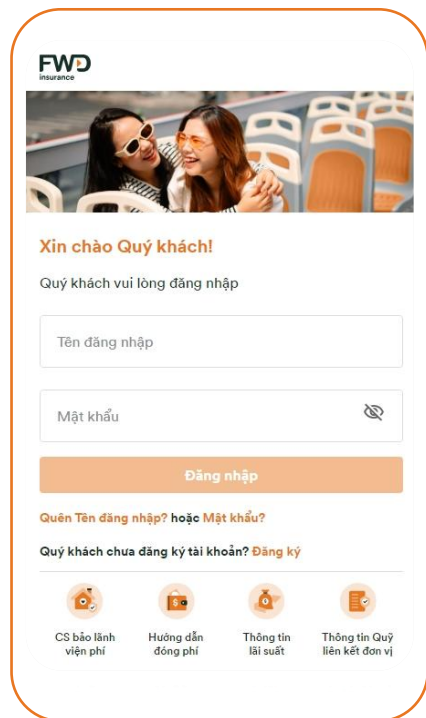 FWD
insurance
Xin chào Quý khách!
Quý khách vui lòng đăng nhập
Tên đăng nhập
Mật khẩu
Đăng nhập
Quên Tên đăng nhập? hoặc Mật khẩu?
Quý khách chưa đăng ký tài khoản? Đăng ký
CS bảo lãnh
viện phí
Hướng dẫn
đóng phí
Thông tin
lãi suất
Thông tin Quỹ
liên kết đơn vị